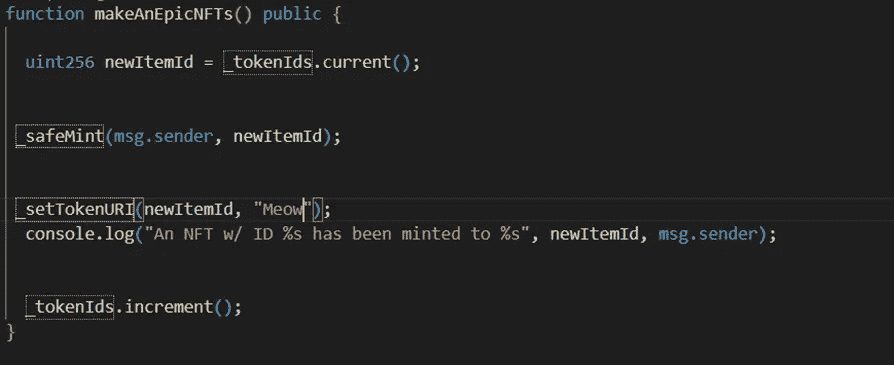 function makeAnEpicNFTs() public {
uint256 newItemId = _tokenIds.current();
_safeMint(msg.sender, newItemId);
_setTokenURI(newItemId, "Meow");
console.log("An NFT w/ ID %s has been minted to %s", newItemId, msg.sender);
_tokenIds.increment();
}